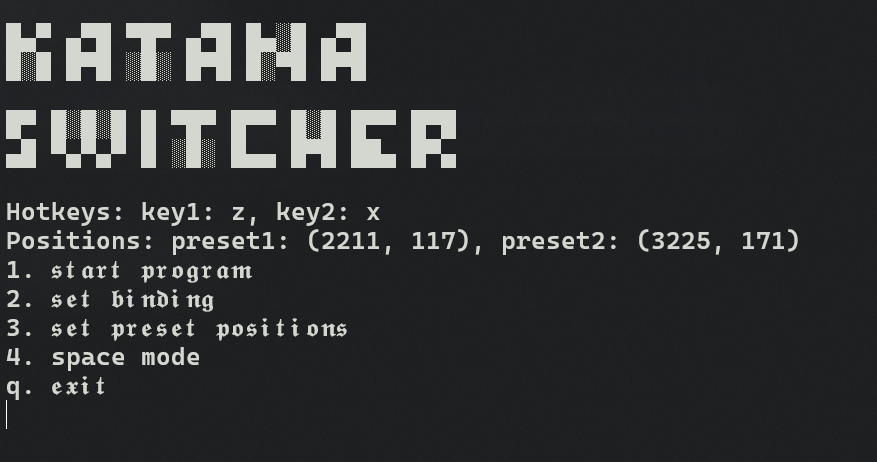 KATANA
SWITCHER
Hotkeys: key1: z, key2: x
Positions: preset1: (2211, 117), preset2: (3225, 171)
1. 𝖘𝖙𝖆𝖗𝖙 𝖕𝖗𝖔𝖌𝖗𝖆𝖒
2. 𝖘𝖊𝖙 𝖇𝖎𝖓𝖉𝖎𝖓𝖌
3. 𝖘𝖊𝖙 𝖕𝖗𝖊𝖘𝖊𝖙 𝖕𝖔𝖘𝖎𝖙𝖎𝖔𝖓𝖘
4. space mode
q. 𝖊𝖝𝖎𝖙